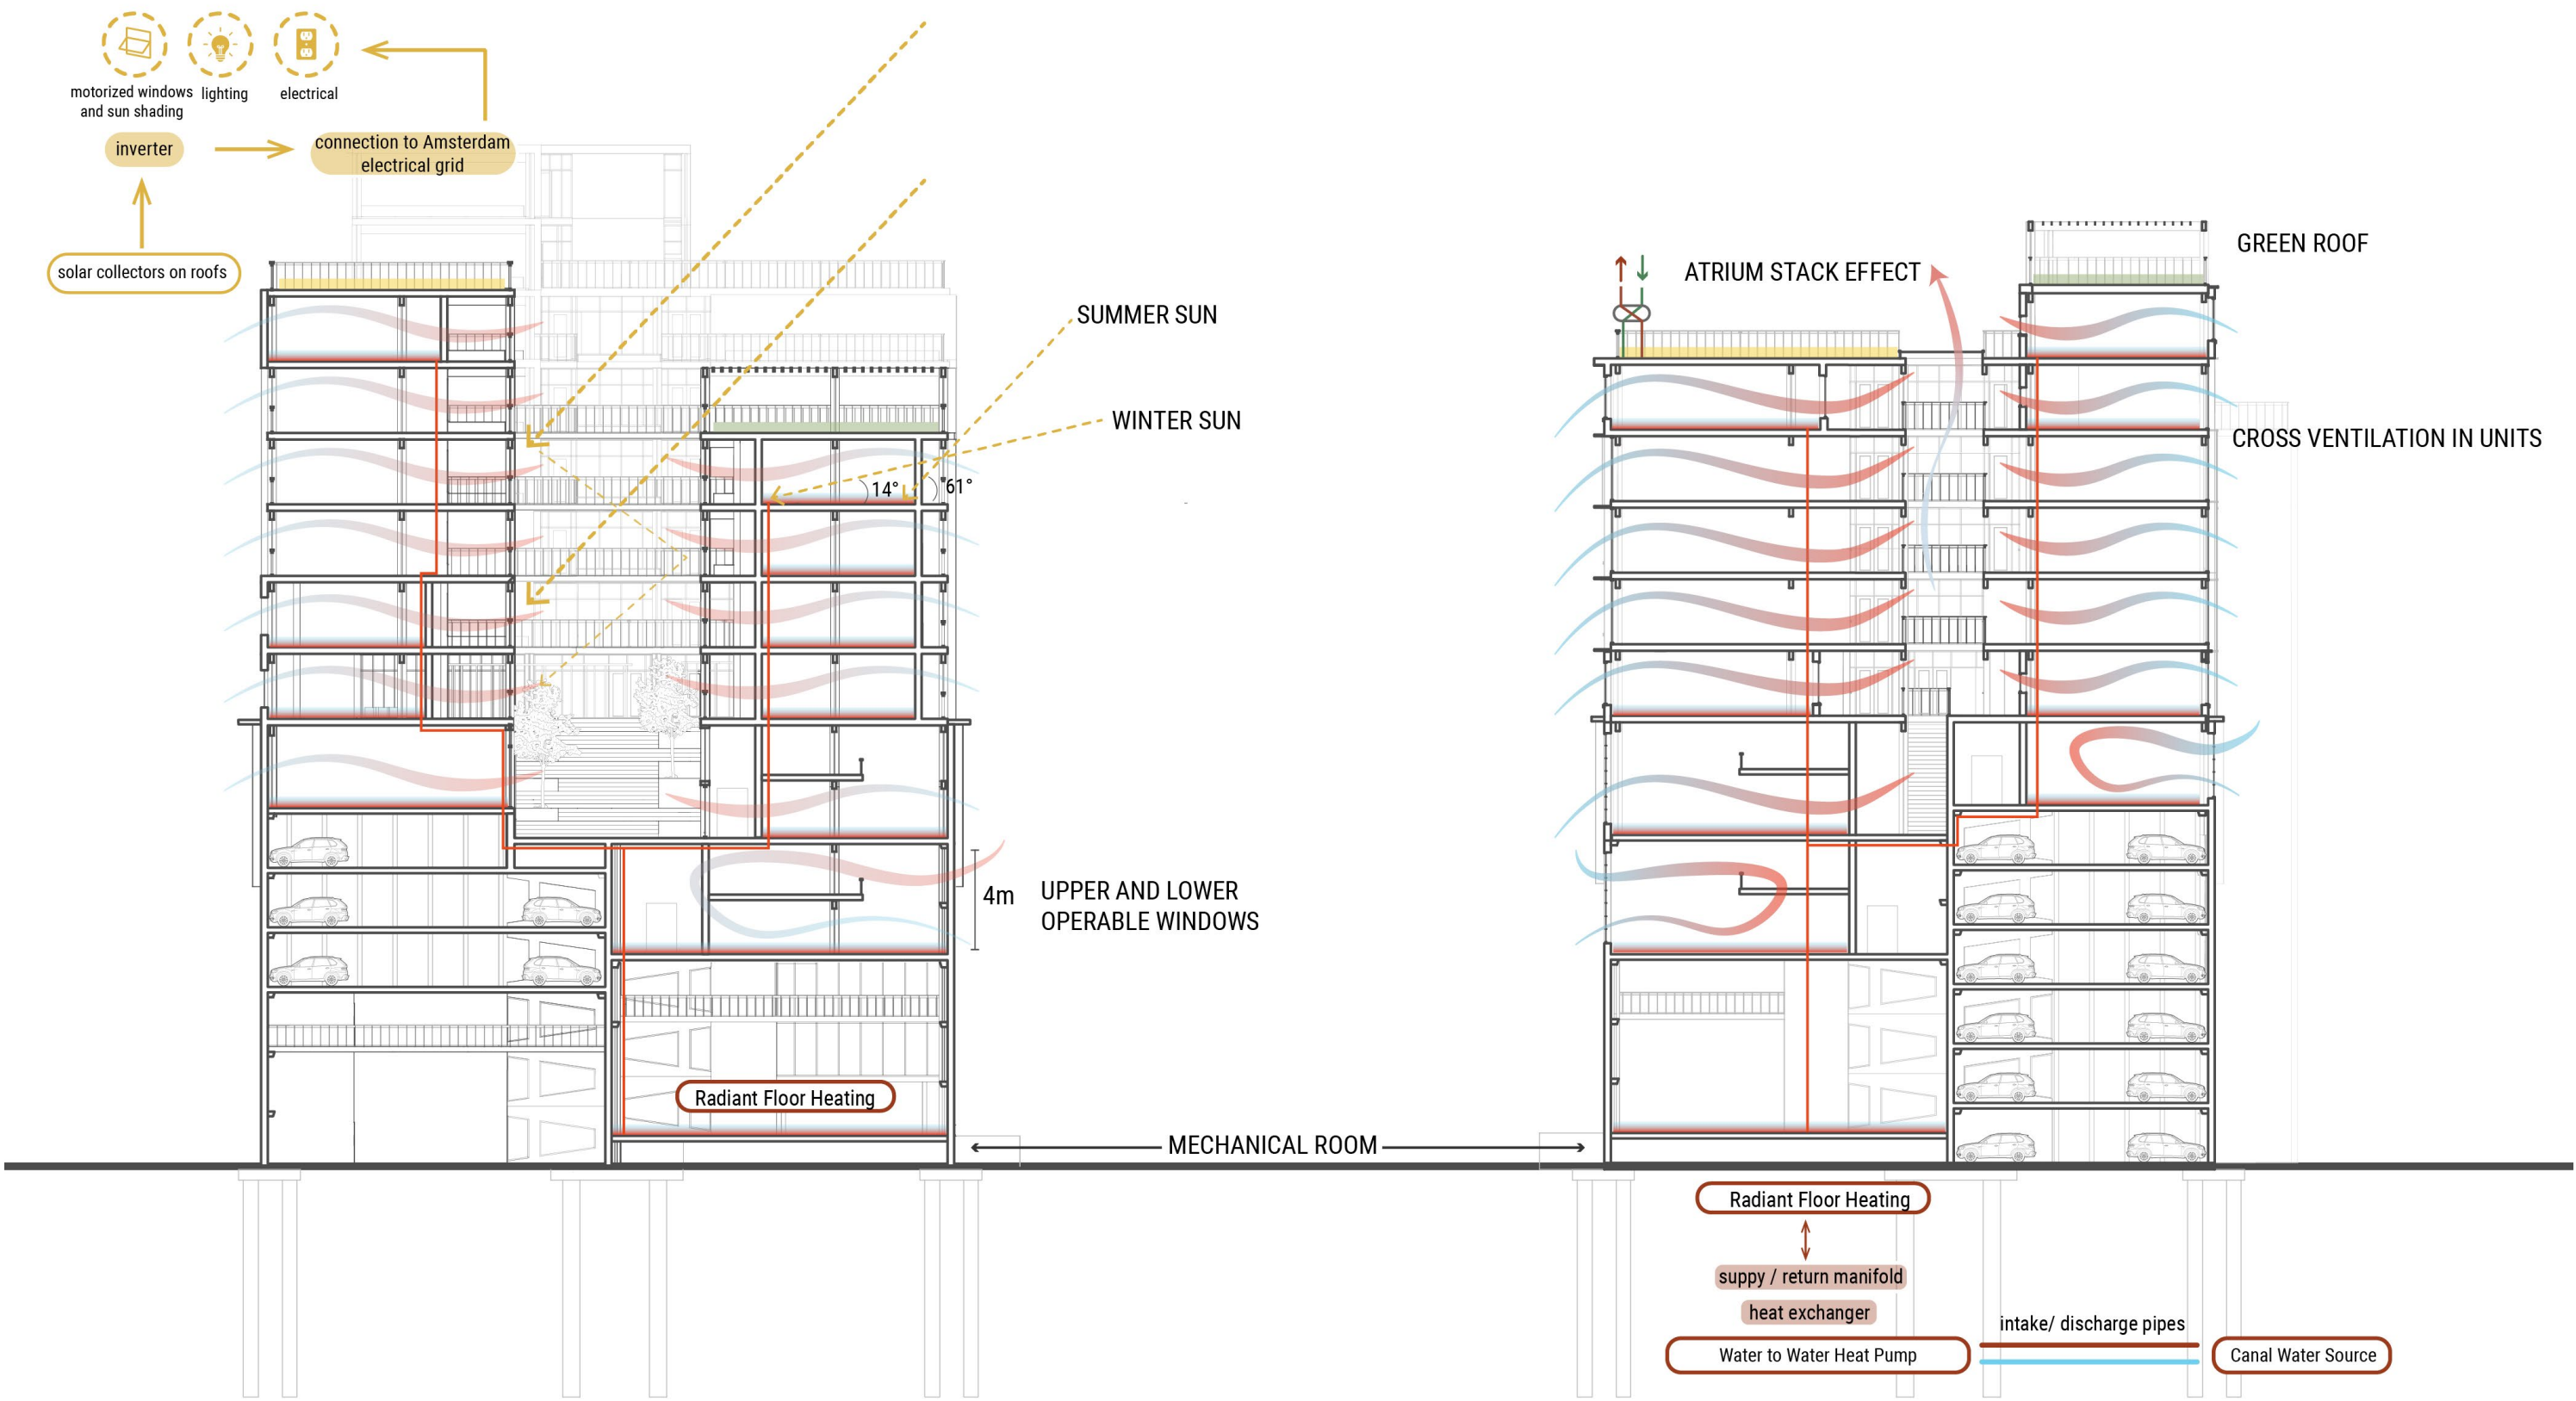 motorized windows
and sun shading
lighting
electrical
inverter
connection to Amsterdam
electrical grid
solar collectors on roofs
SUMMER SUN
WINTER SUN
14°
61°
4m
UPPER AND LOWER
OPERABLE WINDOWS
Radiant Floor Heating
MECHANICAL ROOM
ATRIUM STACK EFFECT
GREEN ROOF
CROSS VENTILATION IN UNITS
Radiant Floor Heating
suppy / return manifold
heat exchanger
Water to Water Heat Pump
intake/ discharge pipes
Canal Water Source